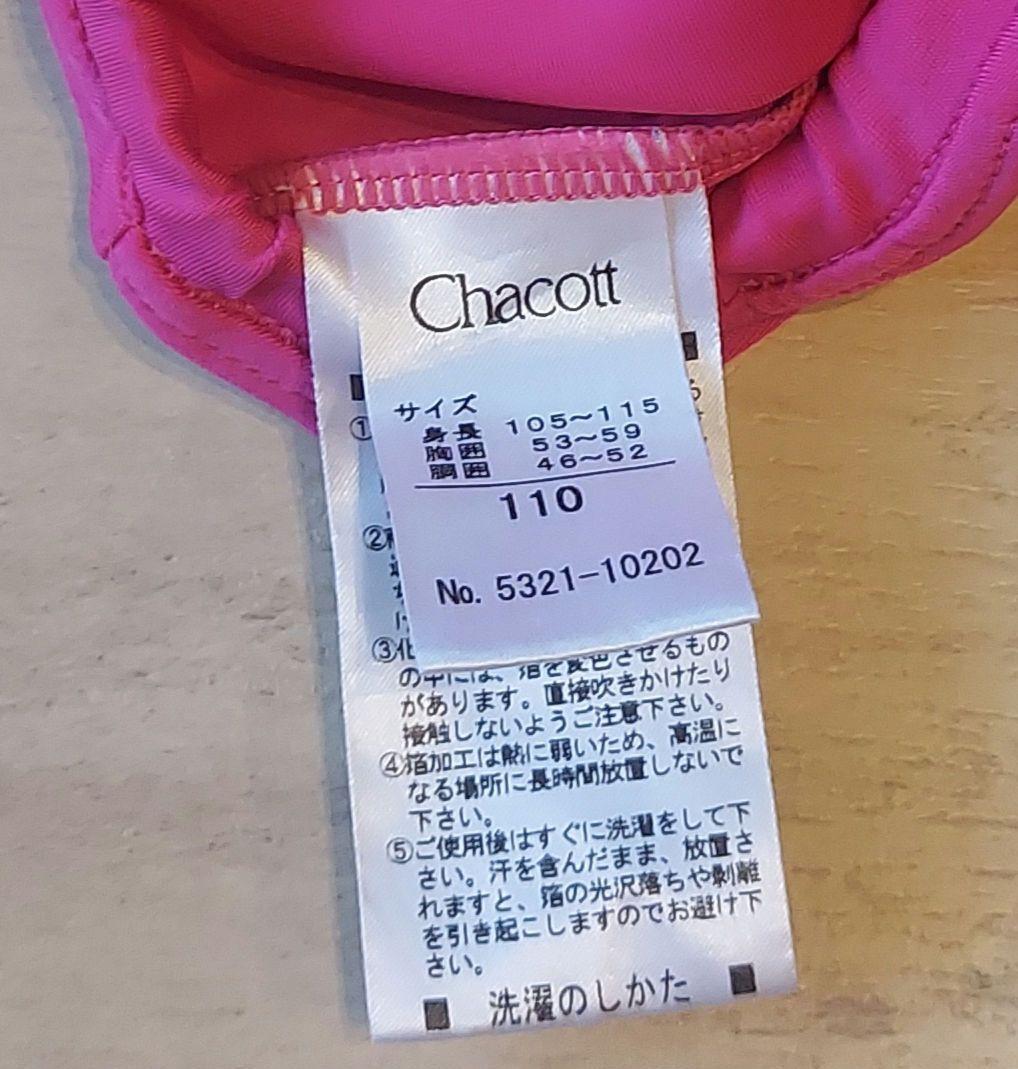 Chacott
サイズ
身長 105～115
胸囲 53～59
胴囲 46～52
110
No. 5321-10202
①
②
③化
の中には、箔を変色させるもの
があります。直接吹きかけたり
接触しないようご注意下さい。
④箔加工は熱に弱いため、高温に
なる場所に長時間放置しないで
下さい。
⑤ご使用後はすぐに洗濯をして下
さい。汗を含んだまま、放置さ
れますと、箔の光沢落ちや剥離
を引き起こしますのでお避け下
さい。
■ 洗濯のしかた ■